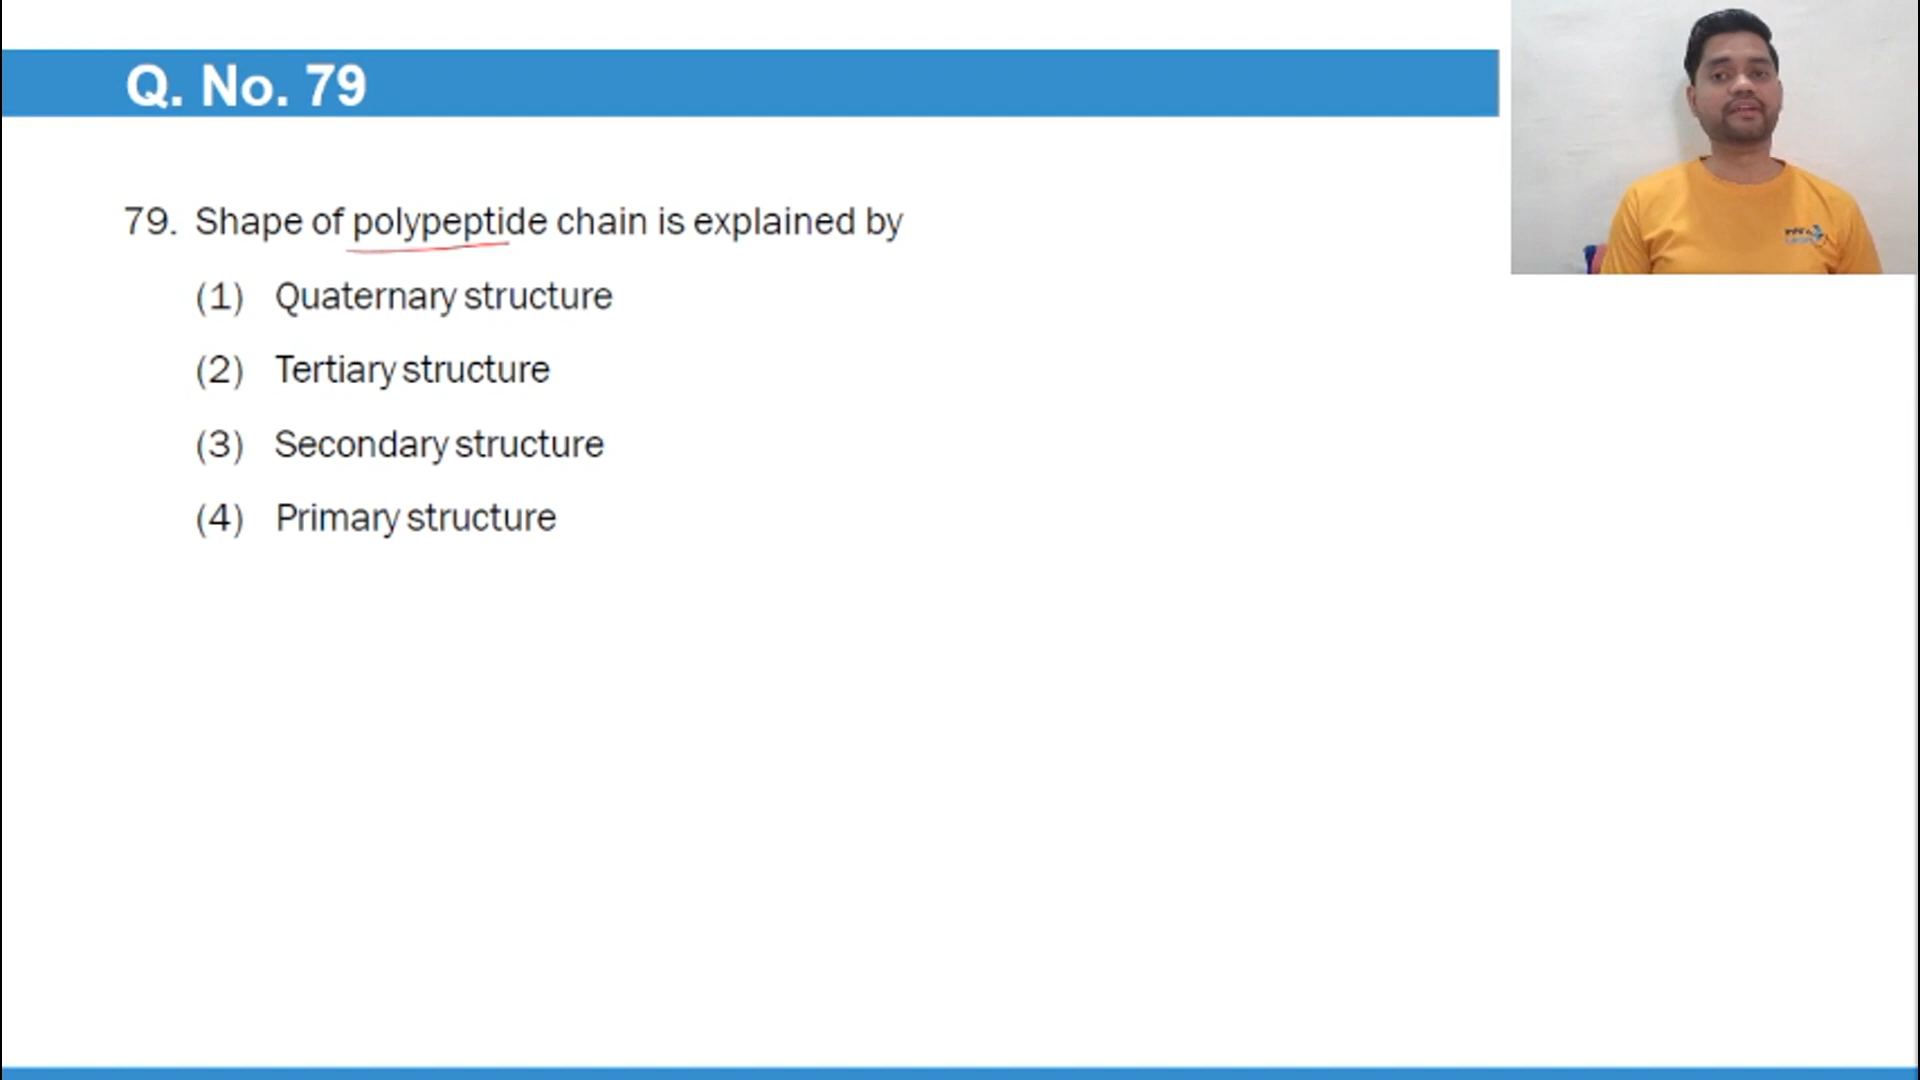 Q. No. 79
79. Shape of polypeptide chain is explained by
(1) Quaternary structure
(2) Tertiary structure
(3) Secondary structure
(4) Primary structure